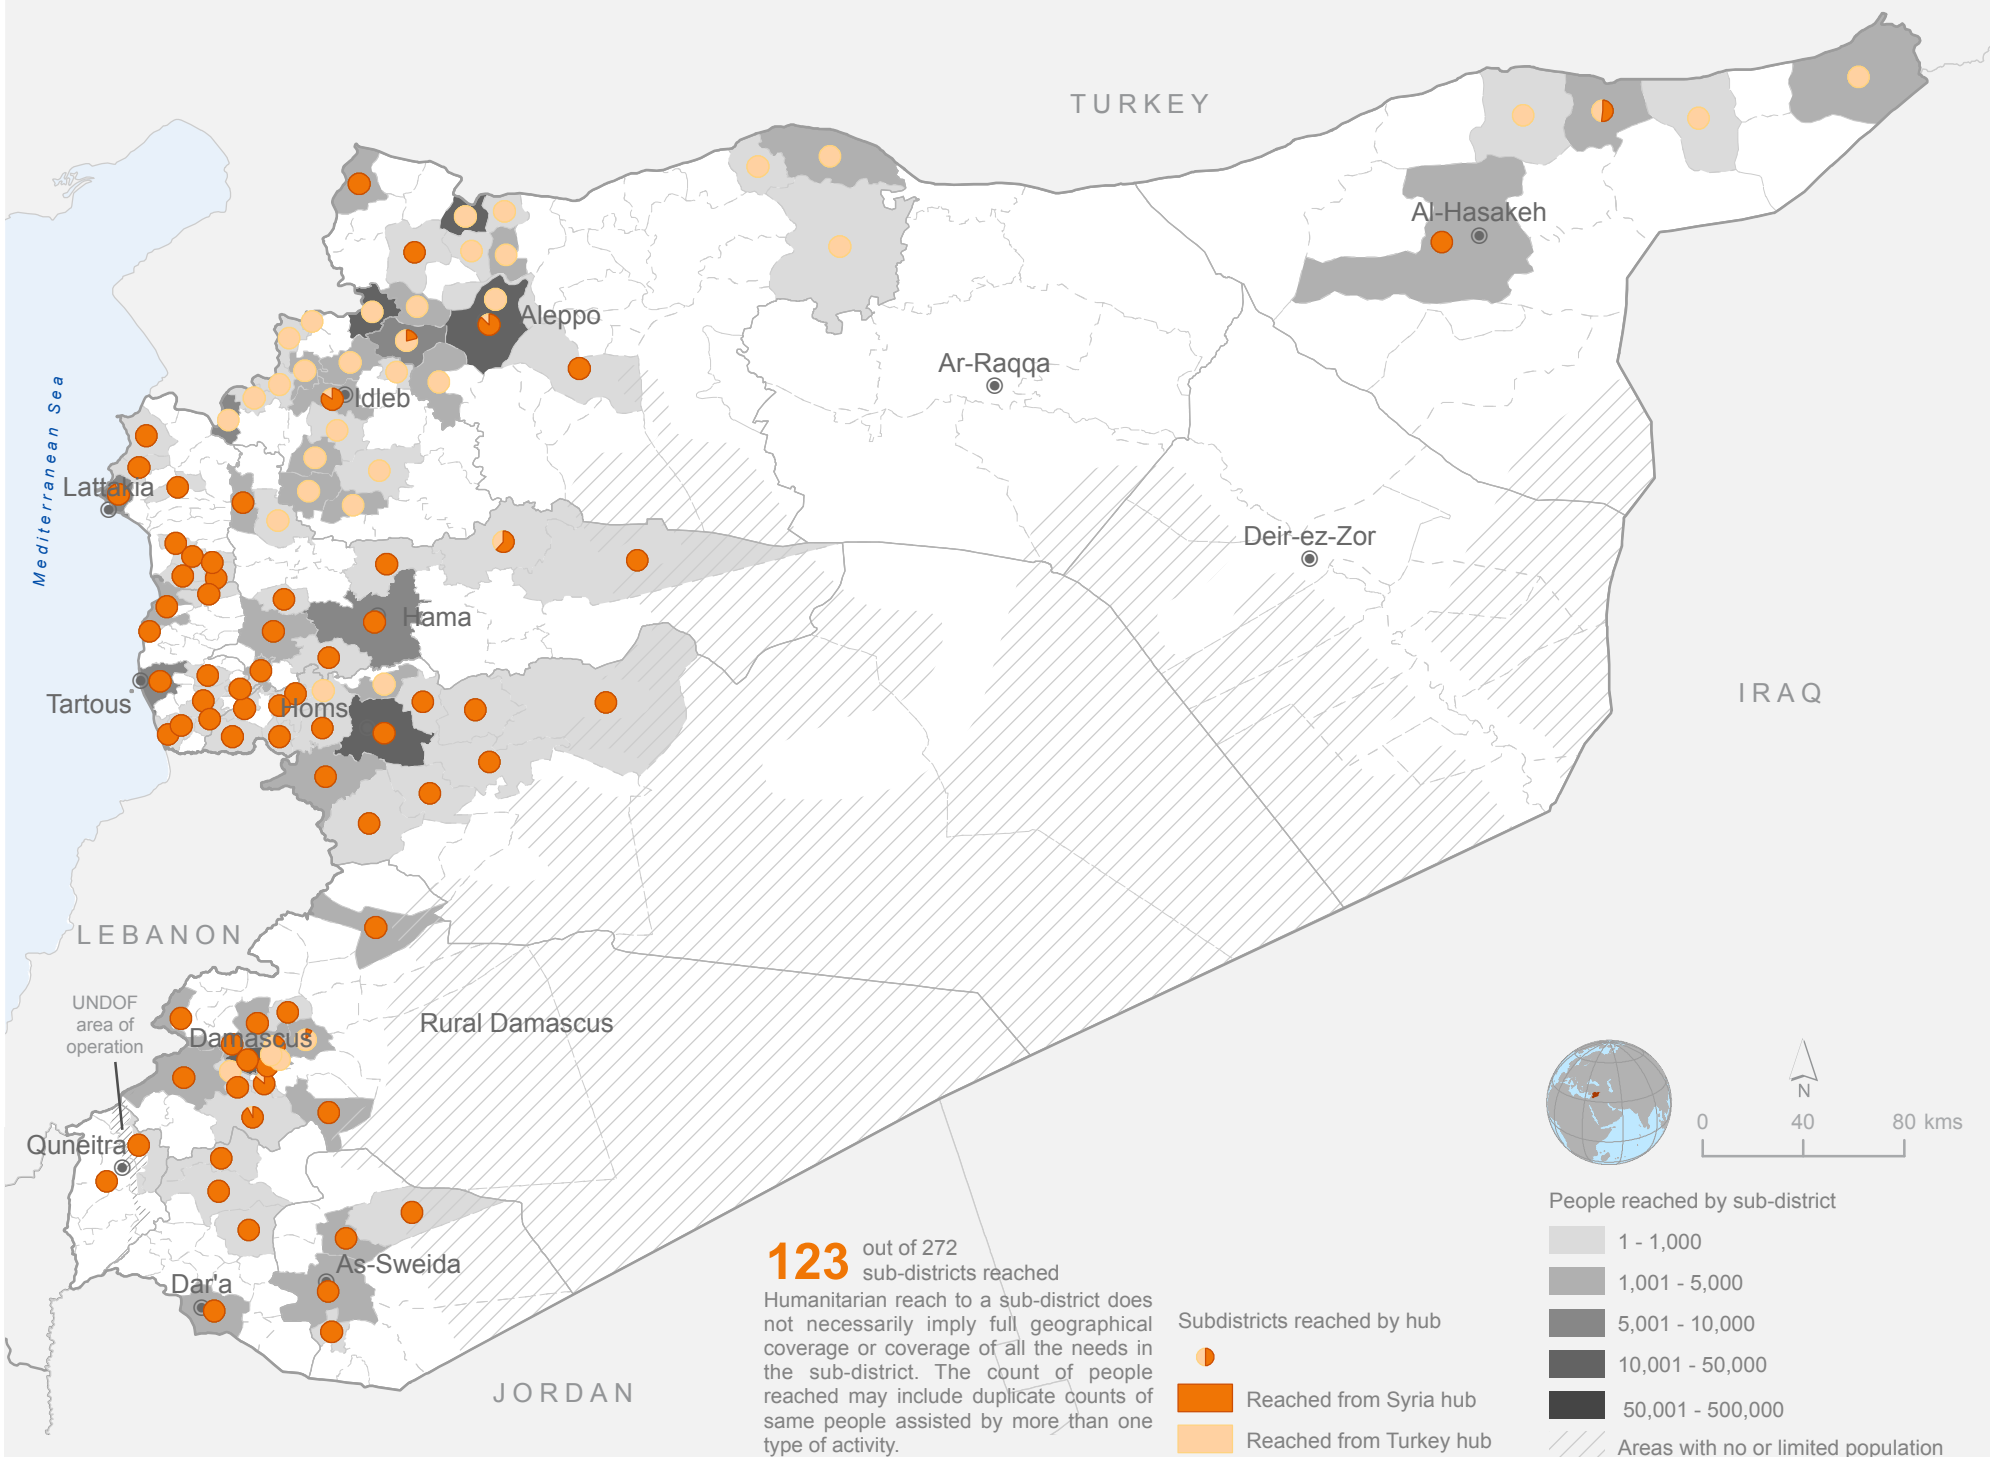 TURKEY
Al-Hasakeh
Aleppo
Ar-Raqqa
Idleb
Mediterranean Sea
Lattakia
Deir-ez-Zor
Hama
Tartous
Homs
IRAQ
LEBANON
UNDOF
area of
operation
Damascus
Rural Damascus
Quneitra
As-Sweida
Dar'a
JORDAN
N
0 40 80 kms
123 out of 272
sub-districts reached
Humanitarian reach to a sub-district does
not necessarily imply full geographical
coverage or coverage of all the needs in
the sub-district. The count of people
reached may include duplicate counts of
same people assisted by more than one
type of activity.
Subdistricts reached by hub
Reached from Syria hub
Reached from Turkey hub
People reached by sub-district
1 - 1,000
1,001 - 5,000
5,001 - 10,000
10,001 - 50,000
50,001 - 500,000
Areas with no or limited population